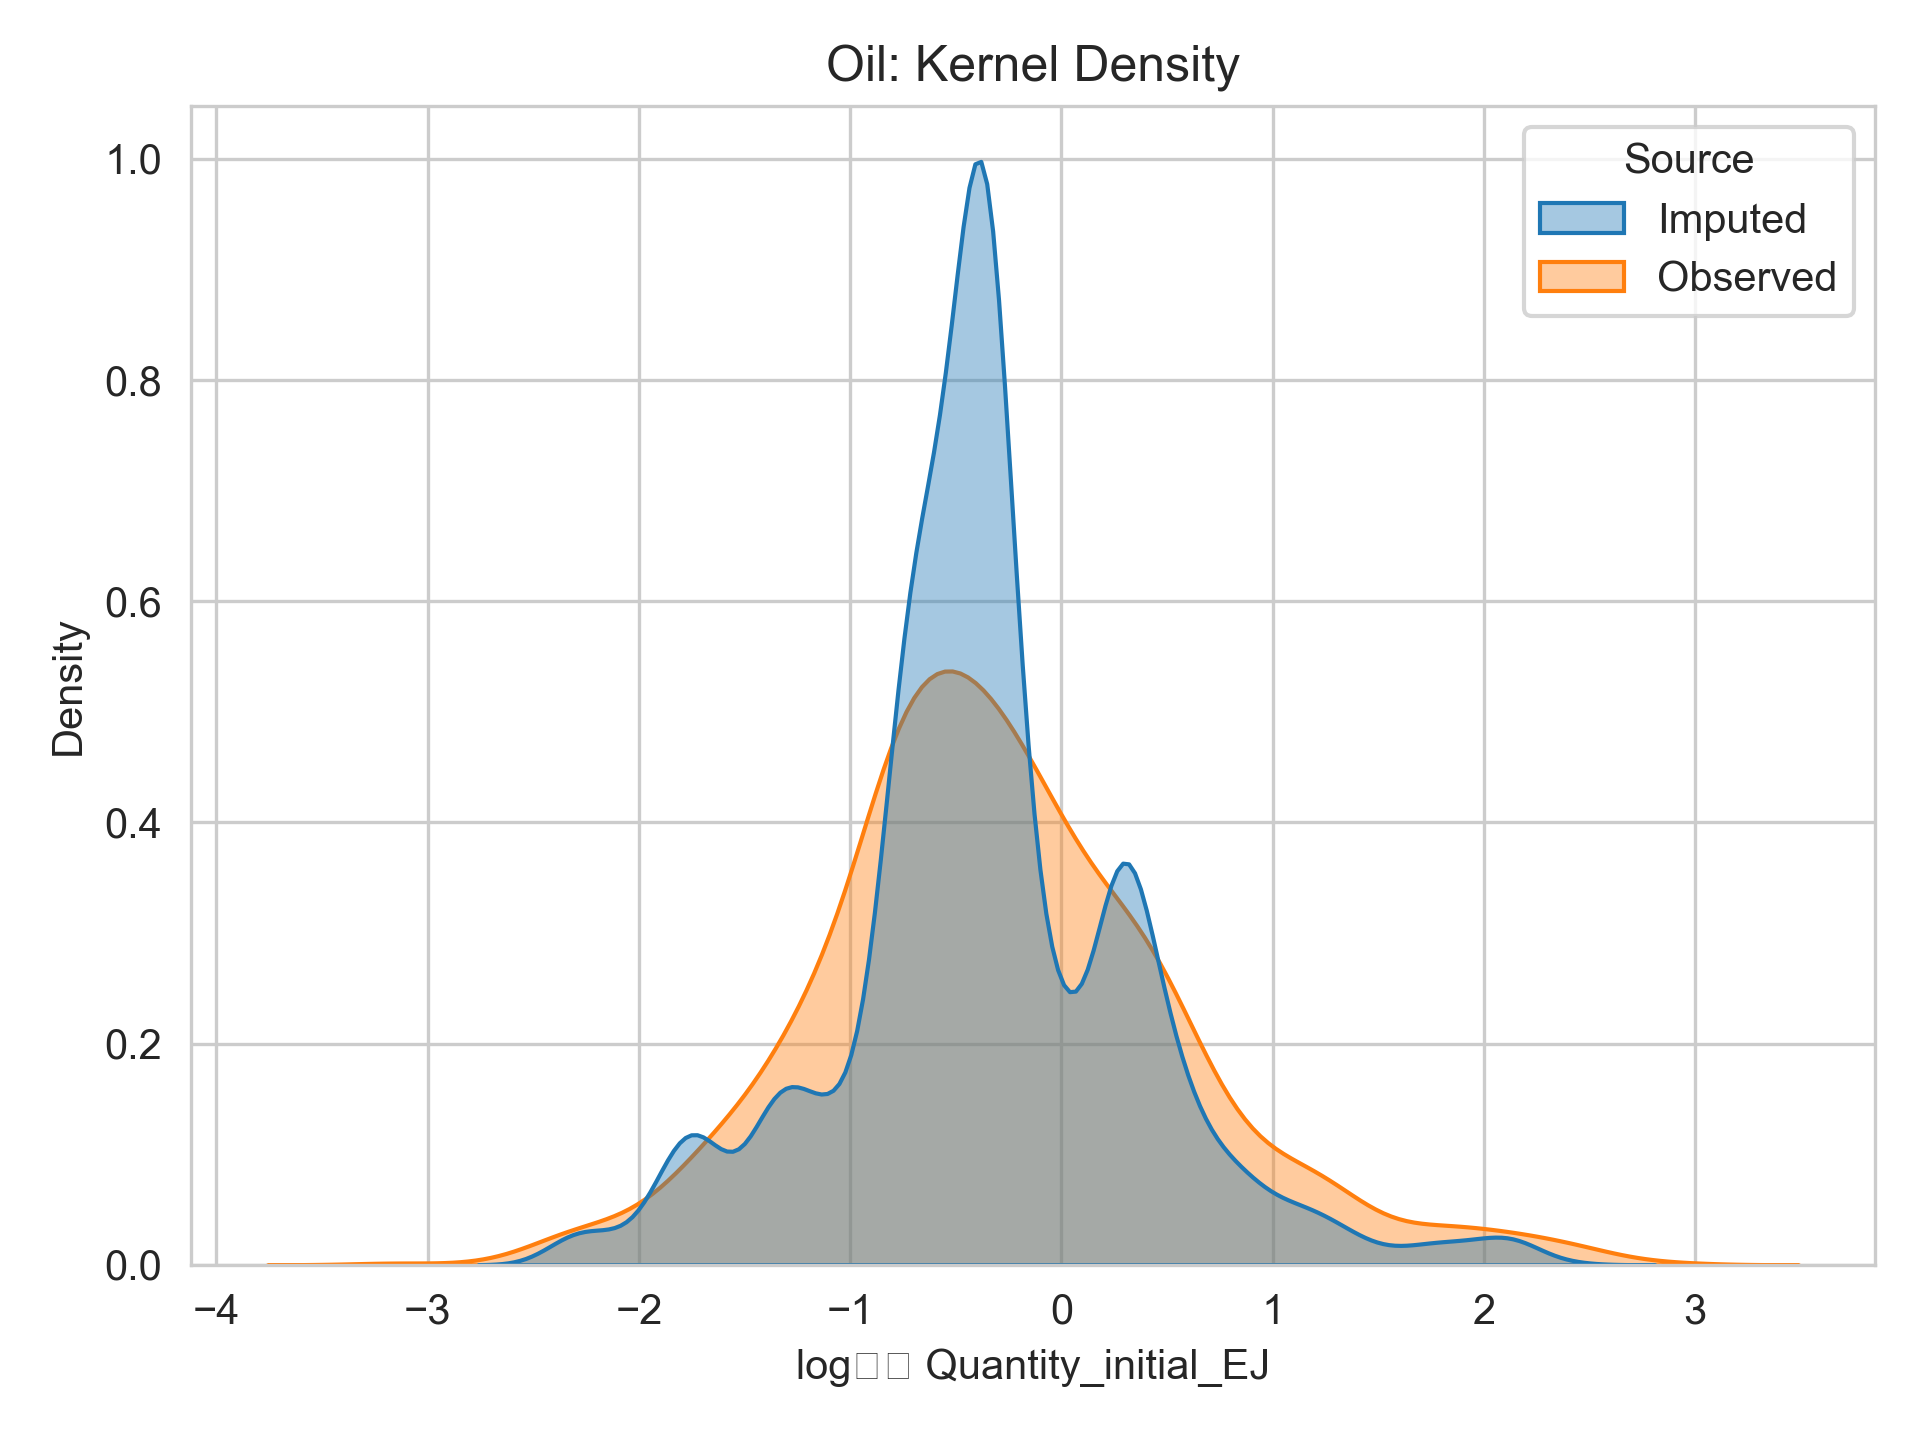 Oil: Kernel Density
Source
Imputed
Observed
Density
1.0
0.8
0.6
0.4
0.2
0.0
−4 −3 −2 −1 0 1 2 3
log□□ Quantity_initial_EJ